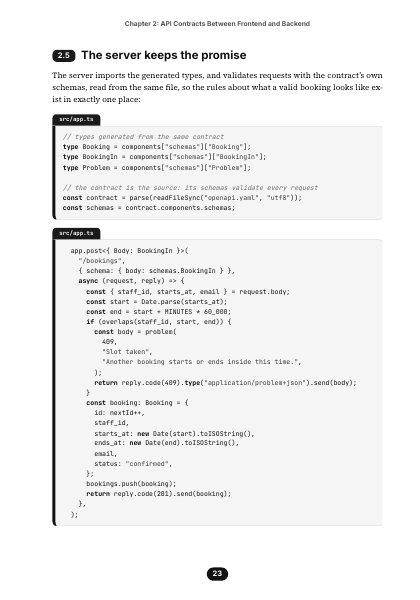 Chapter 2: API Contracts Between Frontend and Backend
2.5 The server keeps the promise
The server imports the generated types, and validates requests with the contract's own
schemas, read from the same file, so the rules about what a valid booking looks like ex-
ist in exactly one place:
src/app.ts
// types generated from the same contract
type Booking = components["schemas"]["Booking"];
type BookingIn = components["schemas"]["BookingIn"];
type Problem = components["schemas"]["Problem"];
// the contract is the source: its schemas validate every request
const contract = parse(readFileSync("openapi.yaml", "utf8"));
const schemas = contract.components.schemas;
src/app.ts
app.post<{ Body: BookingIn }>(
"/bookings",
{ schema: { body: schemas.BookingIn } },
async (request, reply) => {
const { staff_id, starts_at, email } = request.body;
const start = Date.parse(starts_at);
const end = start + MINUTES * 60_000;
if (overlaps(staff_id, start, end)) {
const body = problem(
409,
"Slot taken",
"Another booking starts or ends inside this time.",
);
return reply.code(409).type("application/problem+json").send(body);
}
const booking: Booking = {
id: nextId++,
staff_id,
starts_at: new Date(start).toISOString(),
ends_at: new Date(end).toISOString(),
email,
status: "confirmed",
};
bookings.push(booking);
return reply.code(201).send(booking);
},
);
23